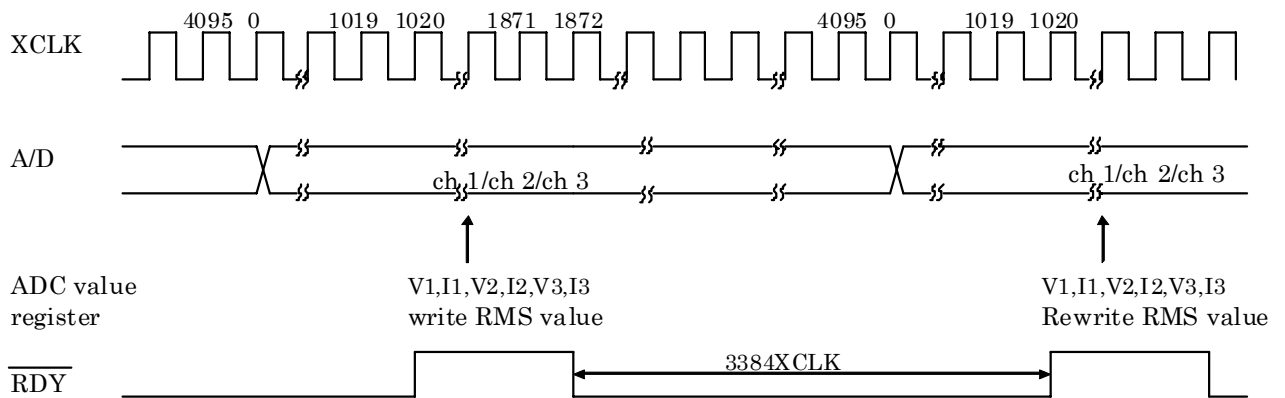 4095 0 1019 1020 1871 1872 4095 0 1019 1020
XCLK
A/D
ch 1/ch 2/ch 3 ch 1/ch 2/ch 3
ADC value V1,I1,V2,I2,V3,I3 V1,I1,V2,I2,V3,I3
register write RMS value Rewrite RMS value
3384XCLK
RDY